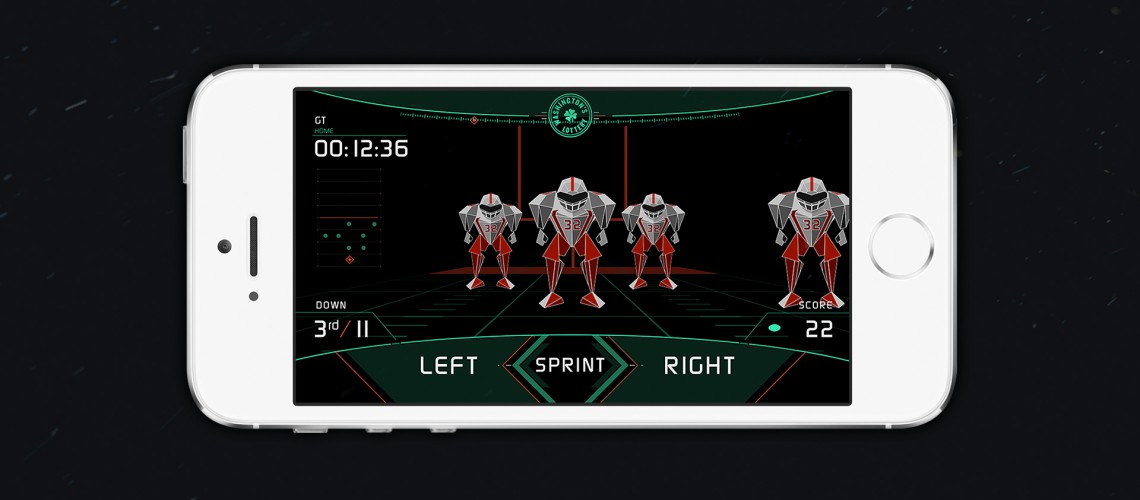 WASHINGTON'S
LOTTERY
GT
HOME
00:12:36
32
32
32
32
DOWN
3rd / 11
SCORE
22
LEFT
SPRINT
RIGHT